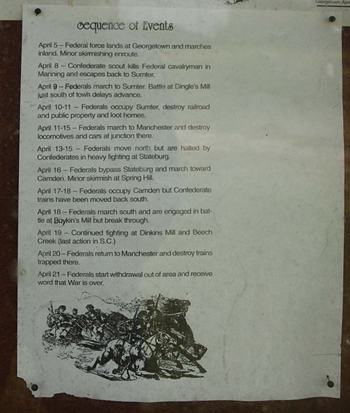 Sequence of Events
April 5 – Federal force lands at Georgetown and marches
inland. Minor skirmishing enroute.
April 8 – Confederate scout kills Federal cavalryman in
Manning and escapes back to Sumter.
April 9 – Federals march to Sumter. Battle at Dingle's Mill
just south of town delays advance.
April 10-11 – Federals occupy Sumter, destroy railroad
and public property and loot homes.
April 11-15 – Federals march to Manchester and destroy
locomotives and cars at junction there.
April 13-15 – Federals move north but are halted by
Confederates in heavy fighting at Stateburg.
April 16 – Federals bypass Stateburg and march toward
Camden. Minor skirmish at Spring Hill.
April 17-18 – Federals occupy Camden but Confederate
trains have been moved back south.
April 18 – Federals march south and are engaged in bat-
tle at Boykin's Mill but break through.
April 19 – Continued fighting at Dinkins Mill and Beech
Creek (last action in S.C.)
April 20 – Federals return to Manchester and destroy trains
trapped there.
April 21 – Federals start withdrawal out of area and receive
word that War is over.